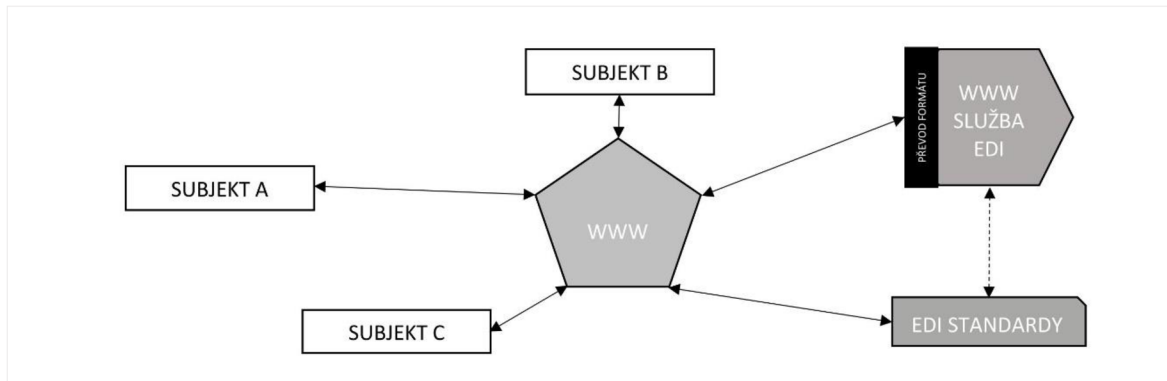 SUBJEKT B
WWW
SLUŽBA
EDI
PŘEVOD FORMÁTU
SUBJEKT A
WWW
SUBJEKT C
EDI STANDARDY